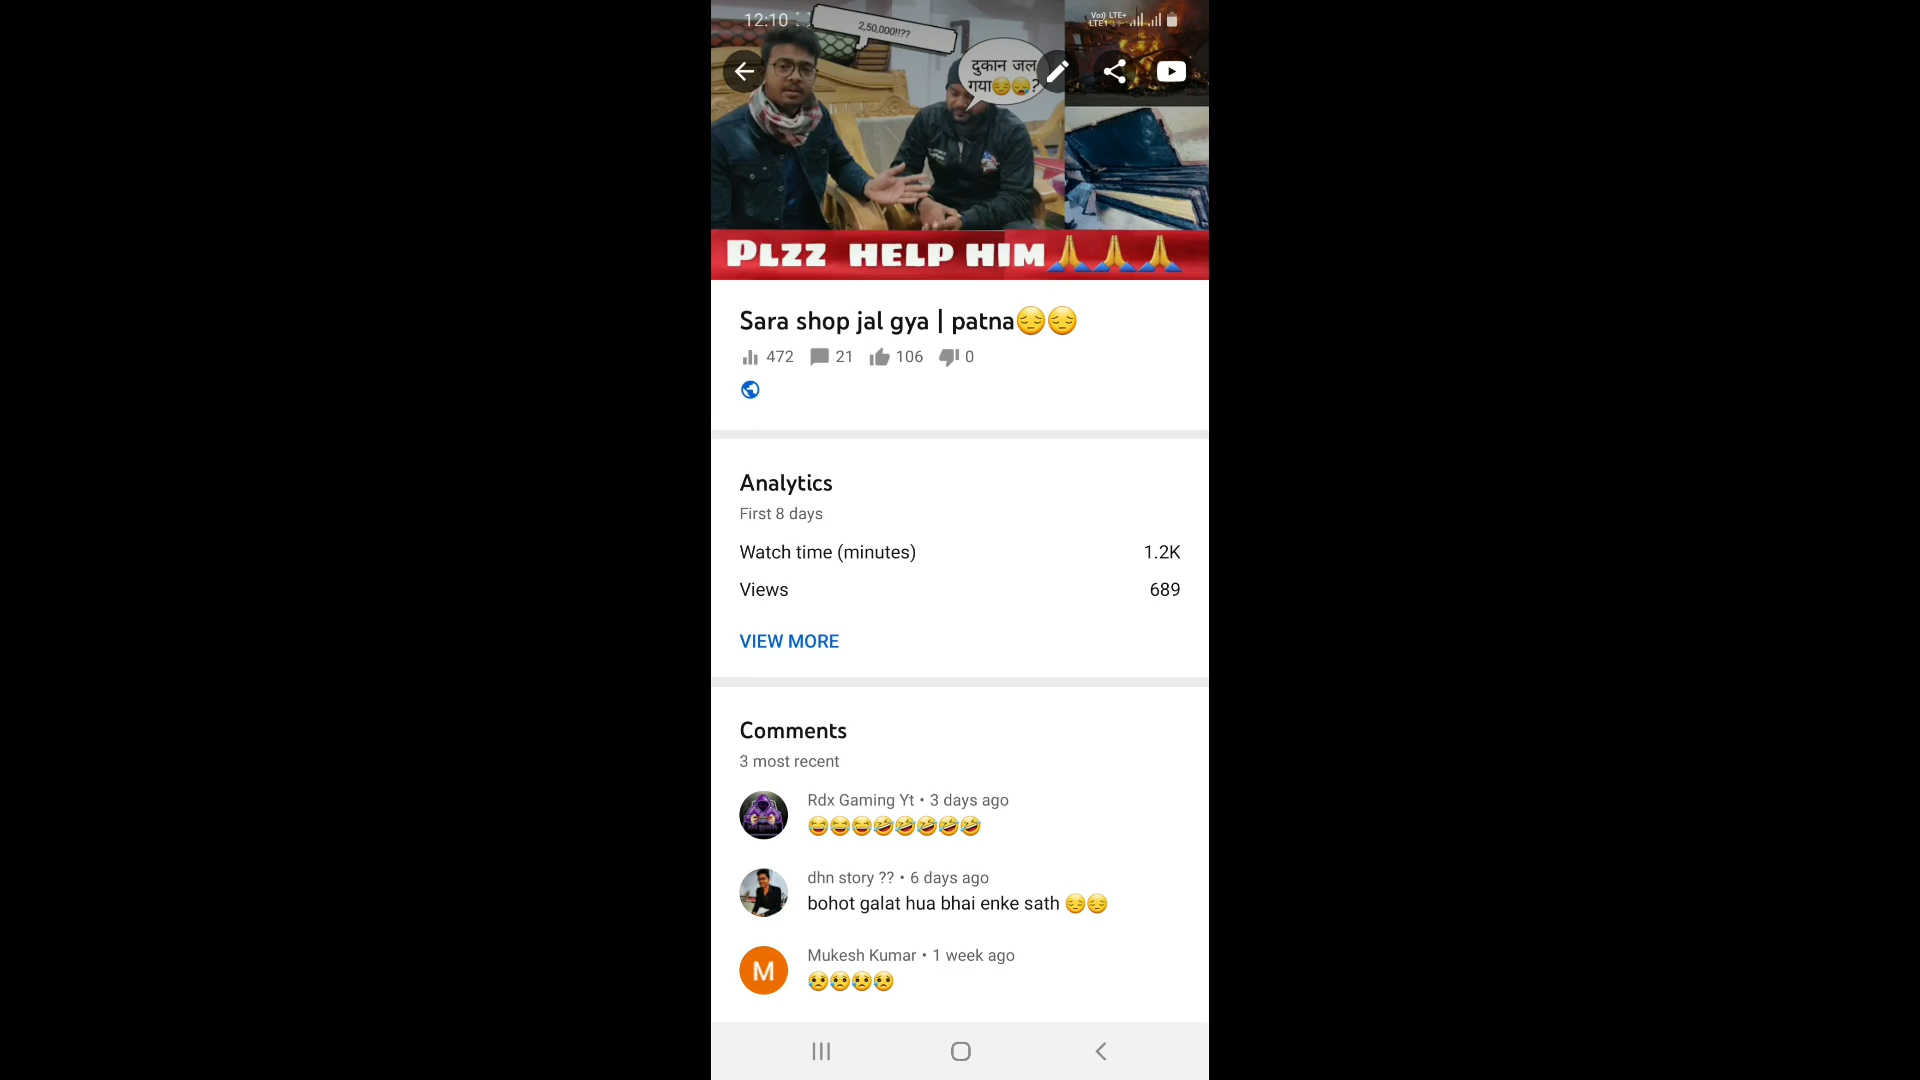 12:10
Vo)) LTE+
LTE1
2,50,000!!??
दुकान जल
गया😔😪?
PLZZ HELP HIM🙏🙏🙏
Sara shop jal gya | patna😔😔
472 21 106 0
Analytics
First 8 days
Watch time (minutes) 1.2K
Views 689
VIEW MORE
Comments
3 most recent
Rdx Gaming Yt • 3 days ago
😂😂😂🤣🤣🤣🤣🤣
dhn story ?? • 6 days ago
bohot galat hua bhai enke sath 😔😔
M
Mukesh Kumar • 1 week ago
😥😥😥😥